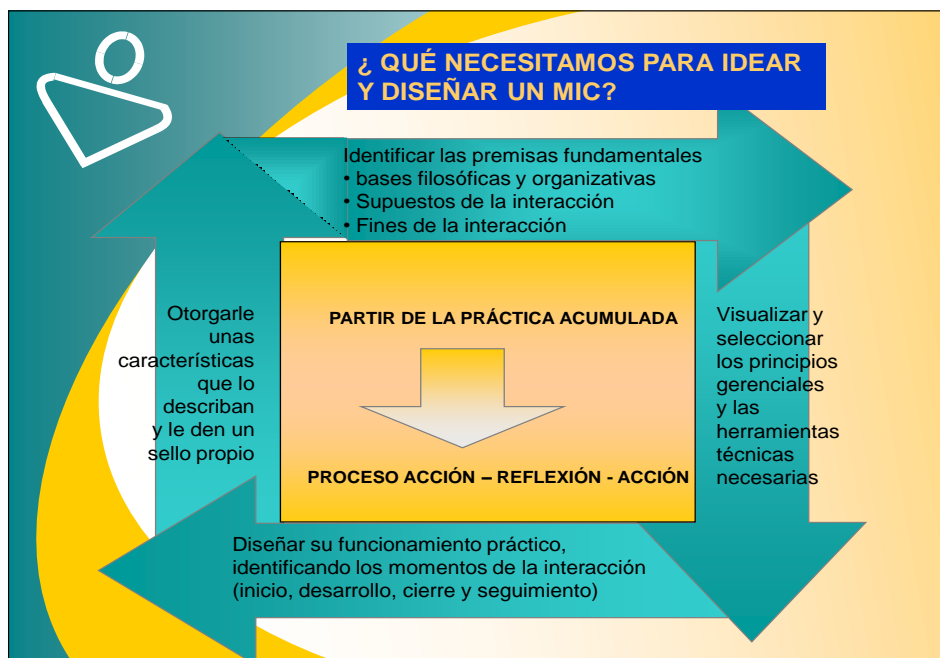 ¿ QUÉ NECESITAMOS PARA IDEAR
Y DISEÑAR UN MIC?
Identificar las premisas fundamentales
• bases filosóficas y organizativas
• Supuestos de la interacción
• Fines de la interacción
Visualizar y
seleccionar
los principios
gerenciales
y las
herramientas
técnicas
necesarias
Diseñar su funcionamiento práctico,
identificando los momentos de la interacción
(inicio, desarrollo, cierre y seguimiento)
Otorgarle
unas
características
que lo
describan
y le den un
sello propio
PARTIR DE LA PRÁCTICA ACUMULADA
PROCESO ACCIÓN – REFLEXIÓN - ACCIÓN